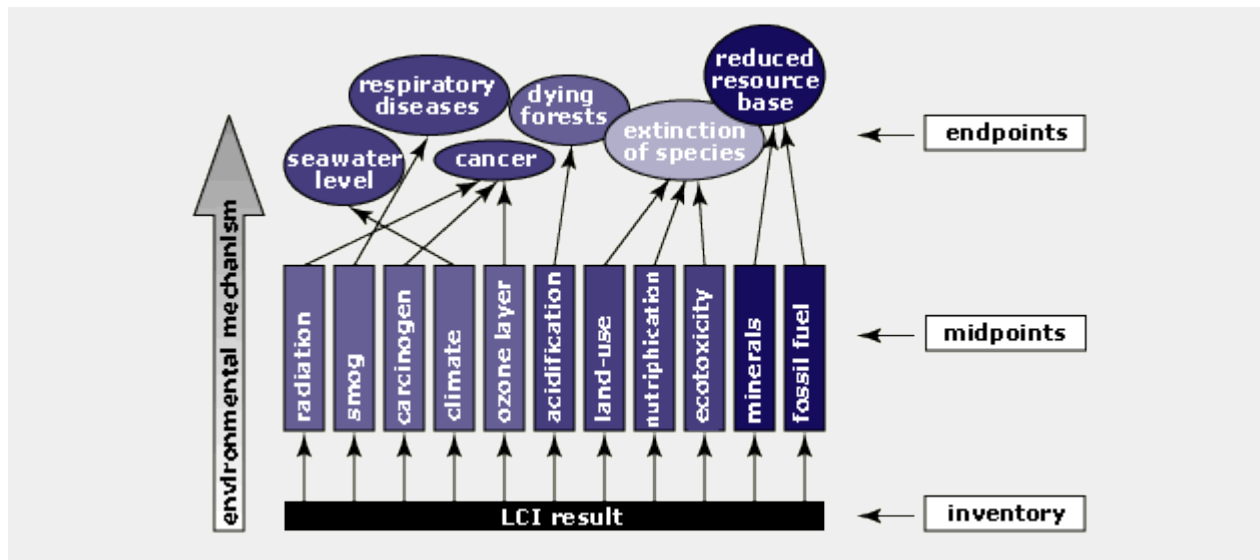 reduced
resource
base
respiratory
diseases
dying
forests
extinction
of species
endpoints
seawater
level
cancer
environmental mechanism
radiation
smog
carcinogen
climate
ozone layer
acidification
land-use
nutriphication
ecotoxicity
minerals
fossil fuel
midpoints
LCI result
inventory